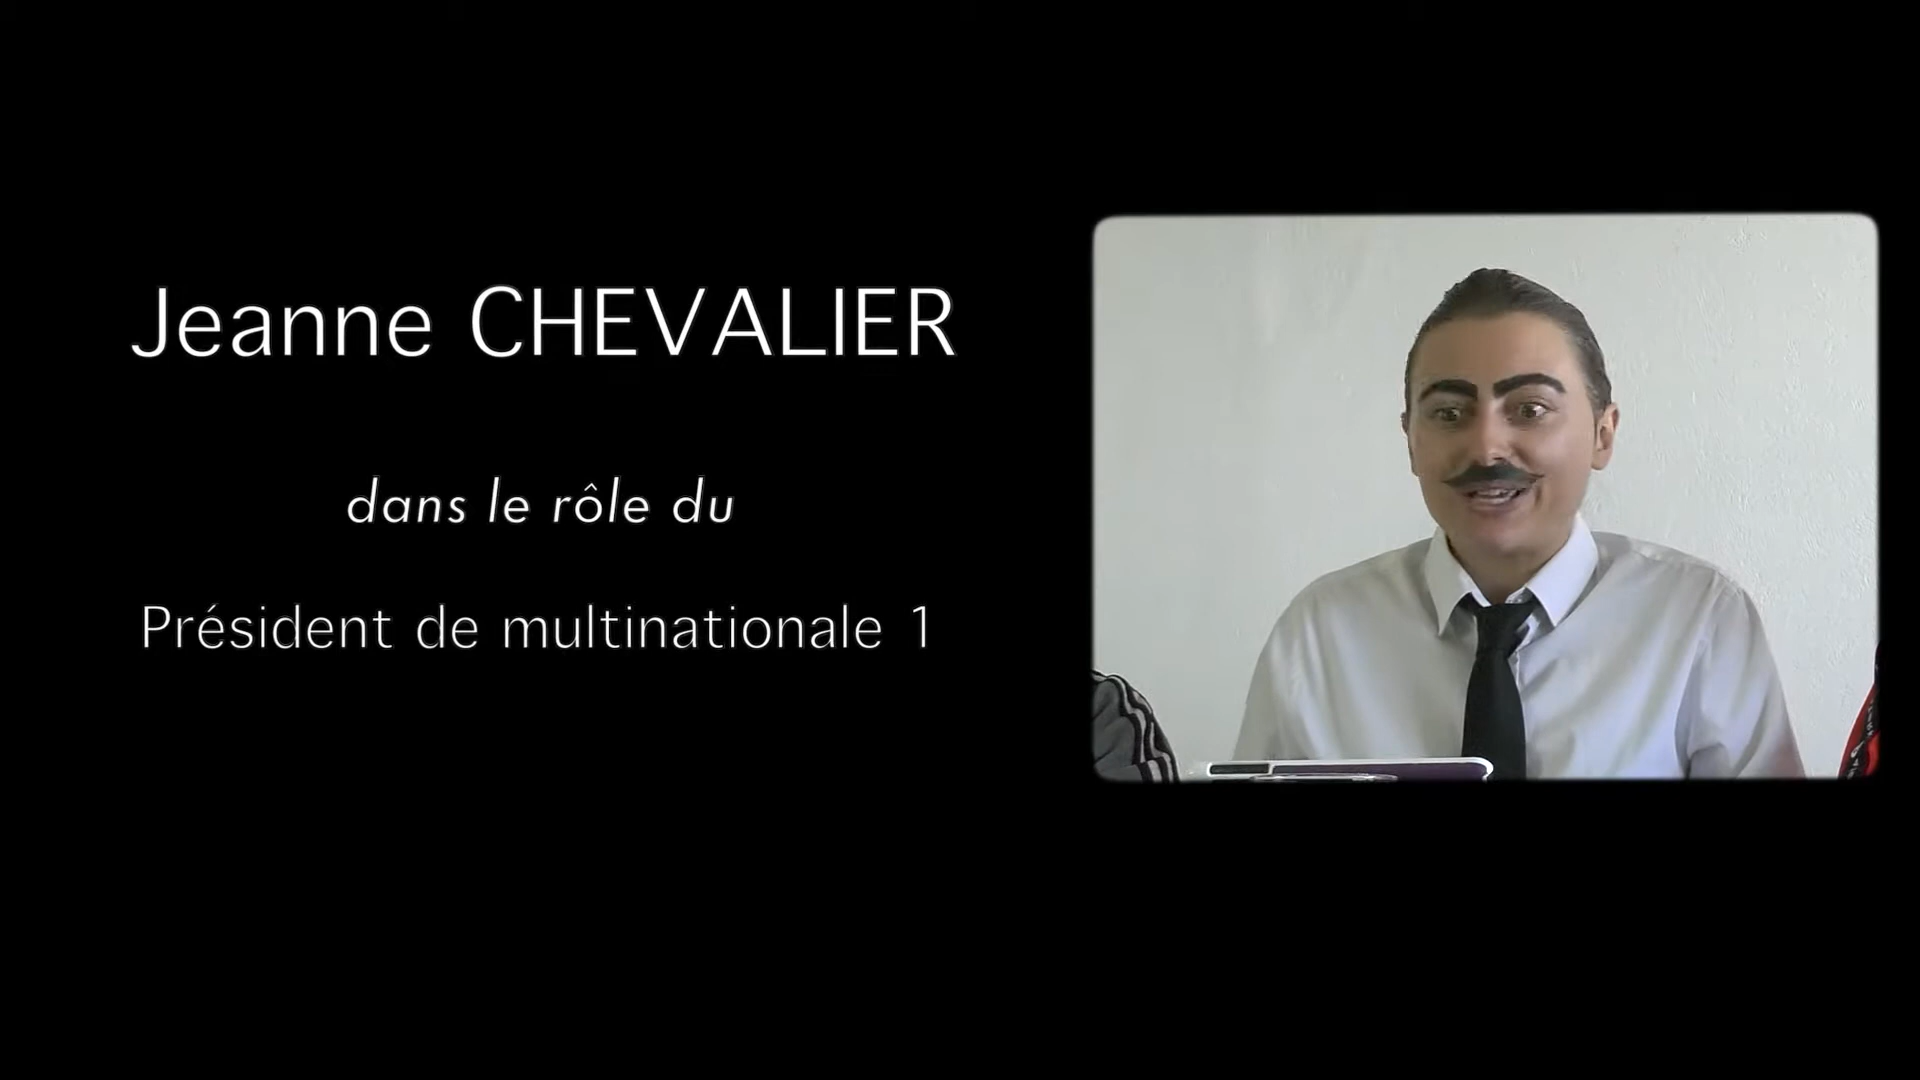 Jeanne CHEVALIER
dans le rôle du
Président de multinationale 1